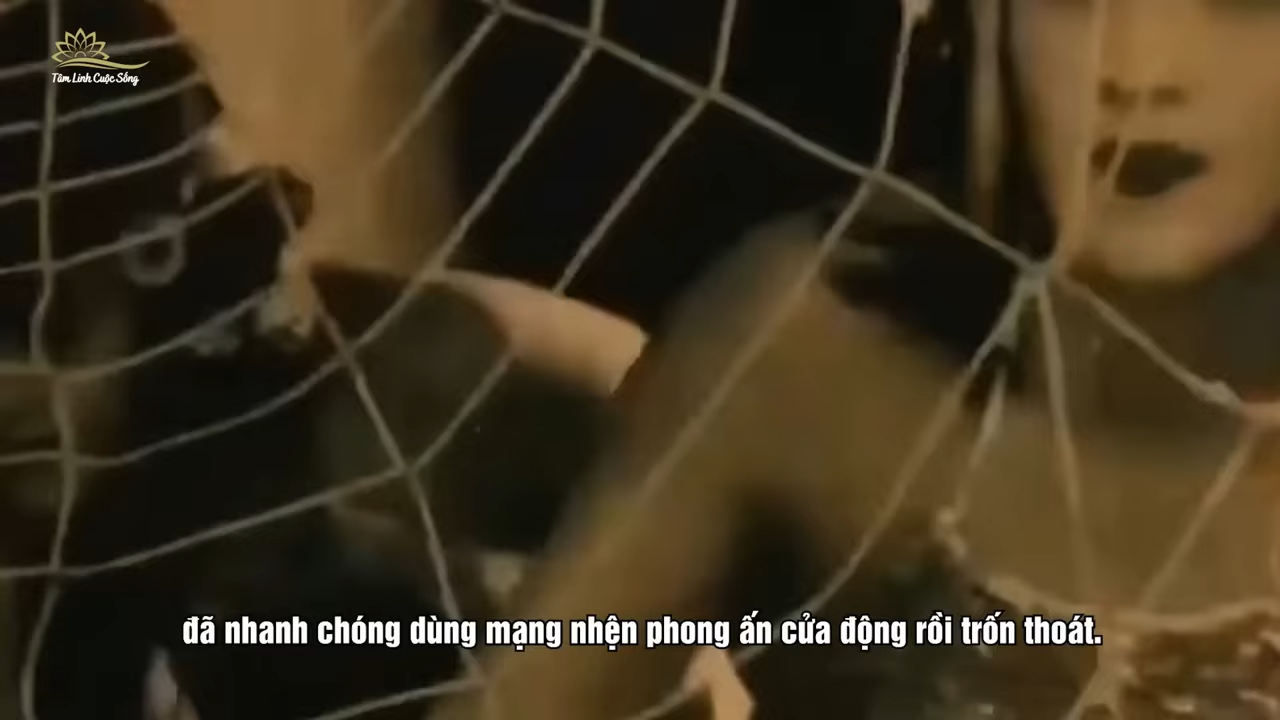 Tâm Linh Cuộc Sống
đã nhanh chóng dùng mạng nhện phong ấn cửa động rồi trốn thoát.